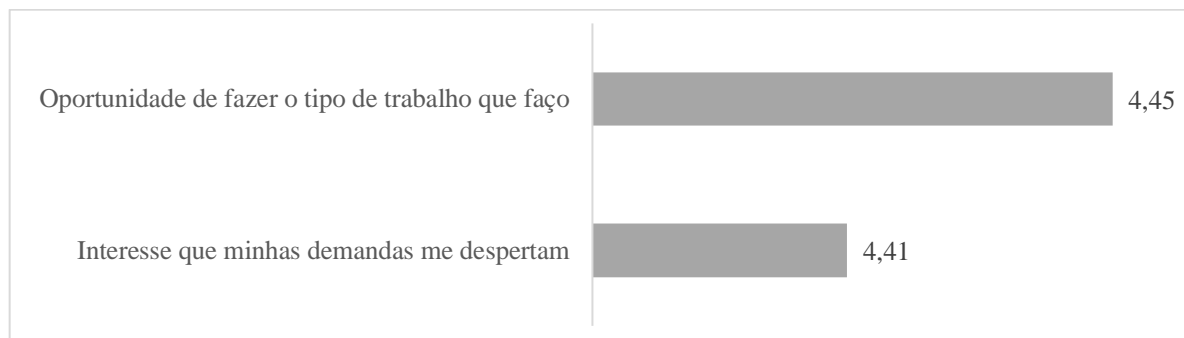 Oportunidade de fazer o tipo de trabalho que faço
4,45
Interesse que minhas demandas me despertam
4,41